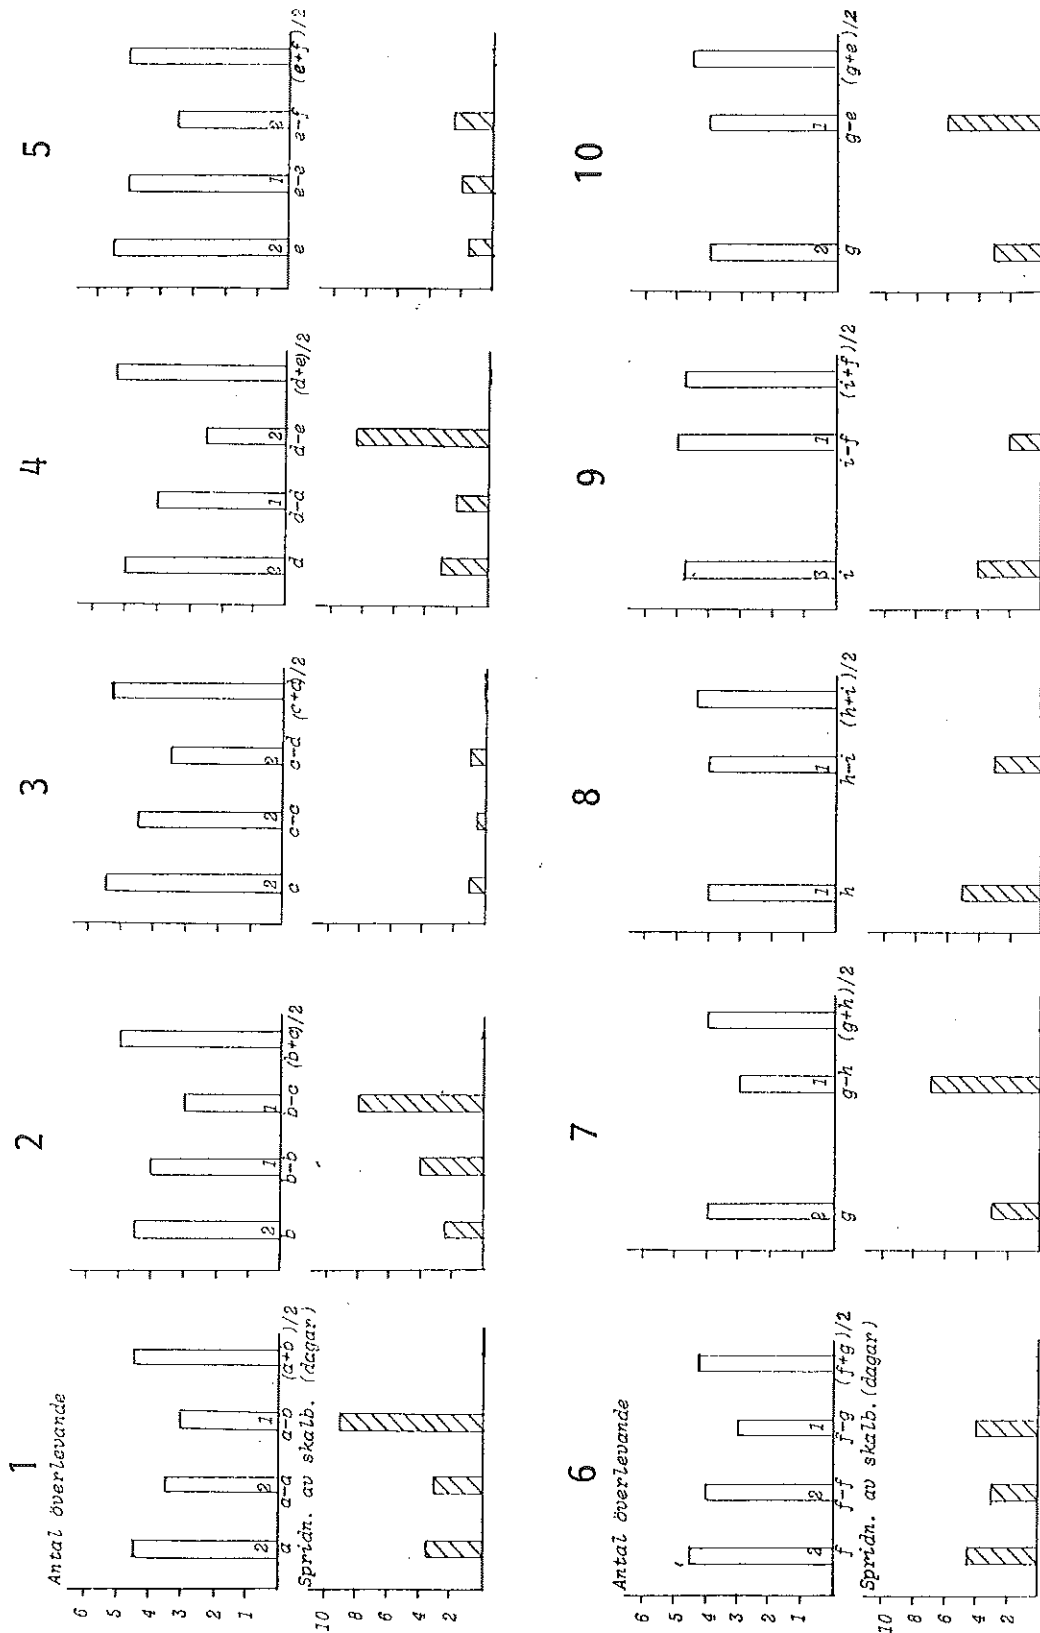 1
Antal överlevande
6
5
4
3
2
1
2 2 1
a a-a a-b (a+b)/2
Spridn. av skalb. (dagar)
10
8
6
4
2
2
2 1 1
b b-b b-c (b+c)/2
3
2 2 2
c c-c c-d (c+d)/2
4
2 1 2
d d-d d-e (d+e)/2
5
2 1 2
e e-e e-f (e+f)/2
6
Antal överlevande
6
5
4
3
2
1
2 2 1
f f-f f-g (f+g)/2
Spridn. av skalb. (dagar)
10
8
6
4
2
7
2 1
g g-h (g+h)/2
8
1 1
h h-i (h+i)/2
9
3 1
i i-f (i+f)/2
10
2 1
g g-e (g+e)/2